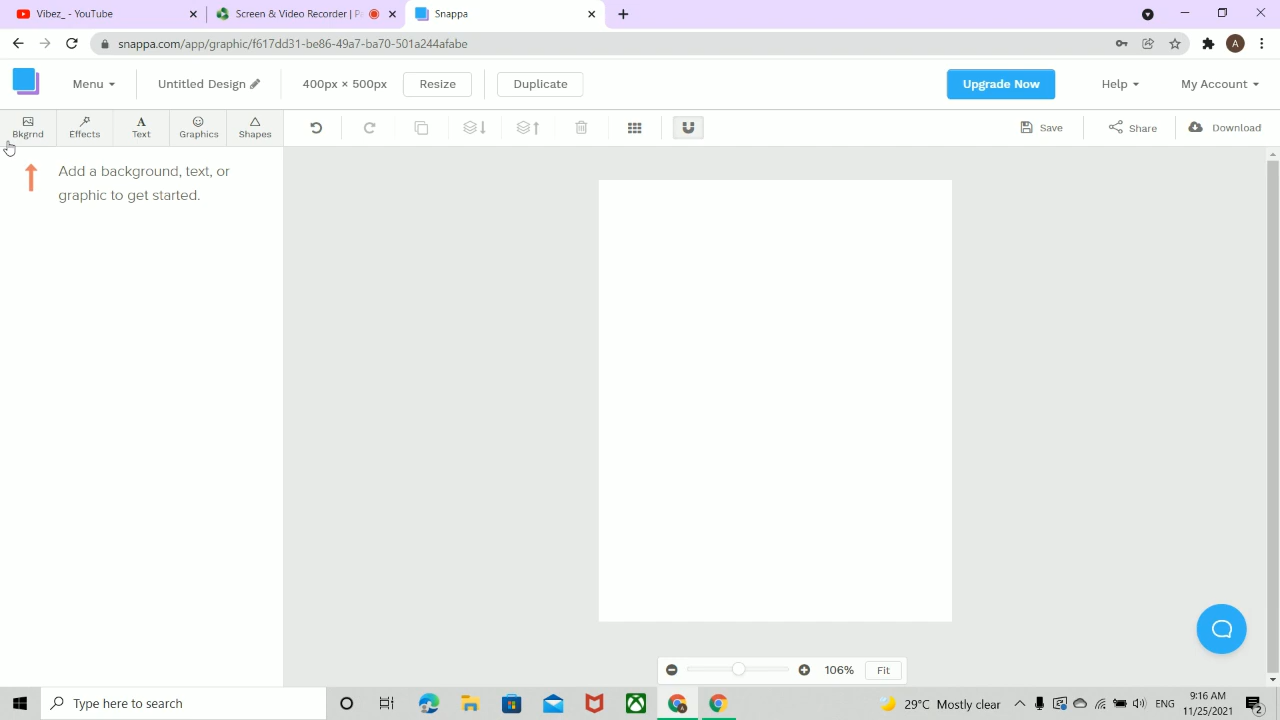 Vibez_ - YouTube
Screen & Video Recorder | P
Snappa
snappa.com/app/graphic/f617dd31-be86-49a7-ba70-501a244afabe
A
Menu
Untitled Design
400px × 500px
Resize
Duplicate
Upgrade Now
Help
My Account
Bkgrnd
Effects
Text
Graphics
Shapes
Save
Share
Download
Add a background, text, or
graphic to get started.
106%
Fit
Type here to search
29°C Mostly clear
ENG
9:16 AM
11/25/2021
2